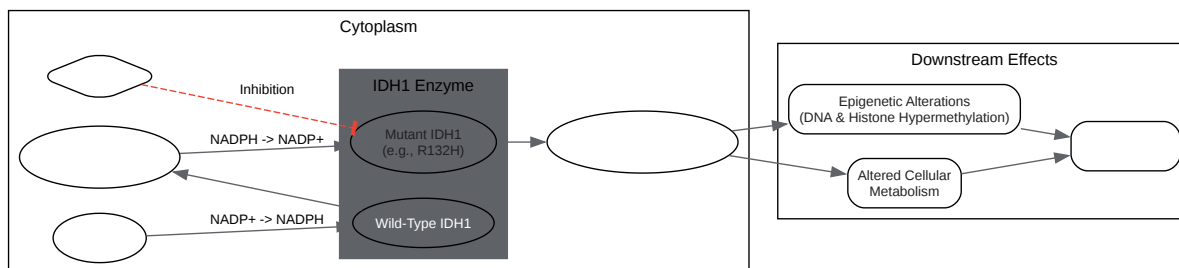 Cytoplasm
Downstream Effects
IDH1 Enzyme
Inhibition
Epigenetic Alterations
(DNA & Histone Hypermethylation)
NADPH -> NADP+
Mutant IDH1
(e.g., R132H)
Altered Cellular
Metabolism
NADP+ -> NADPH
Wild-Type IDH1